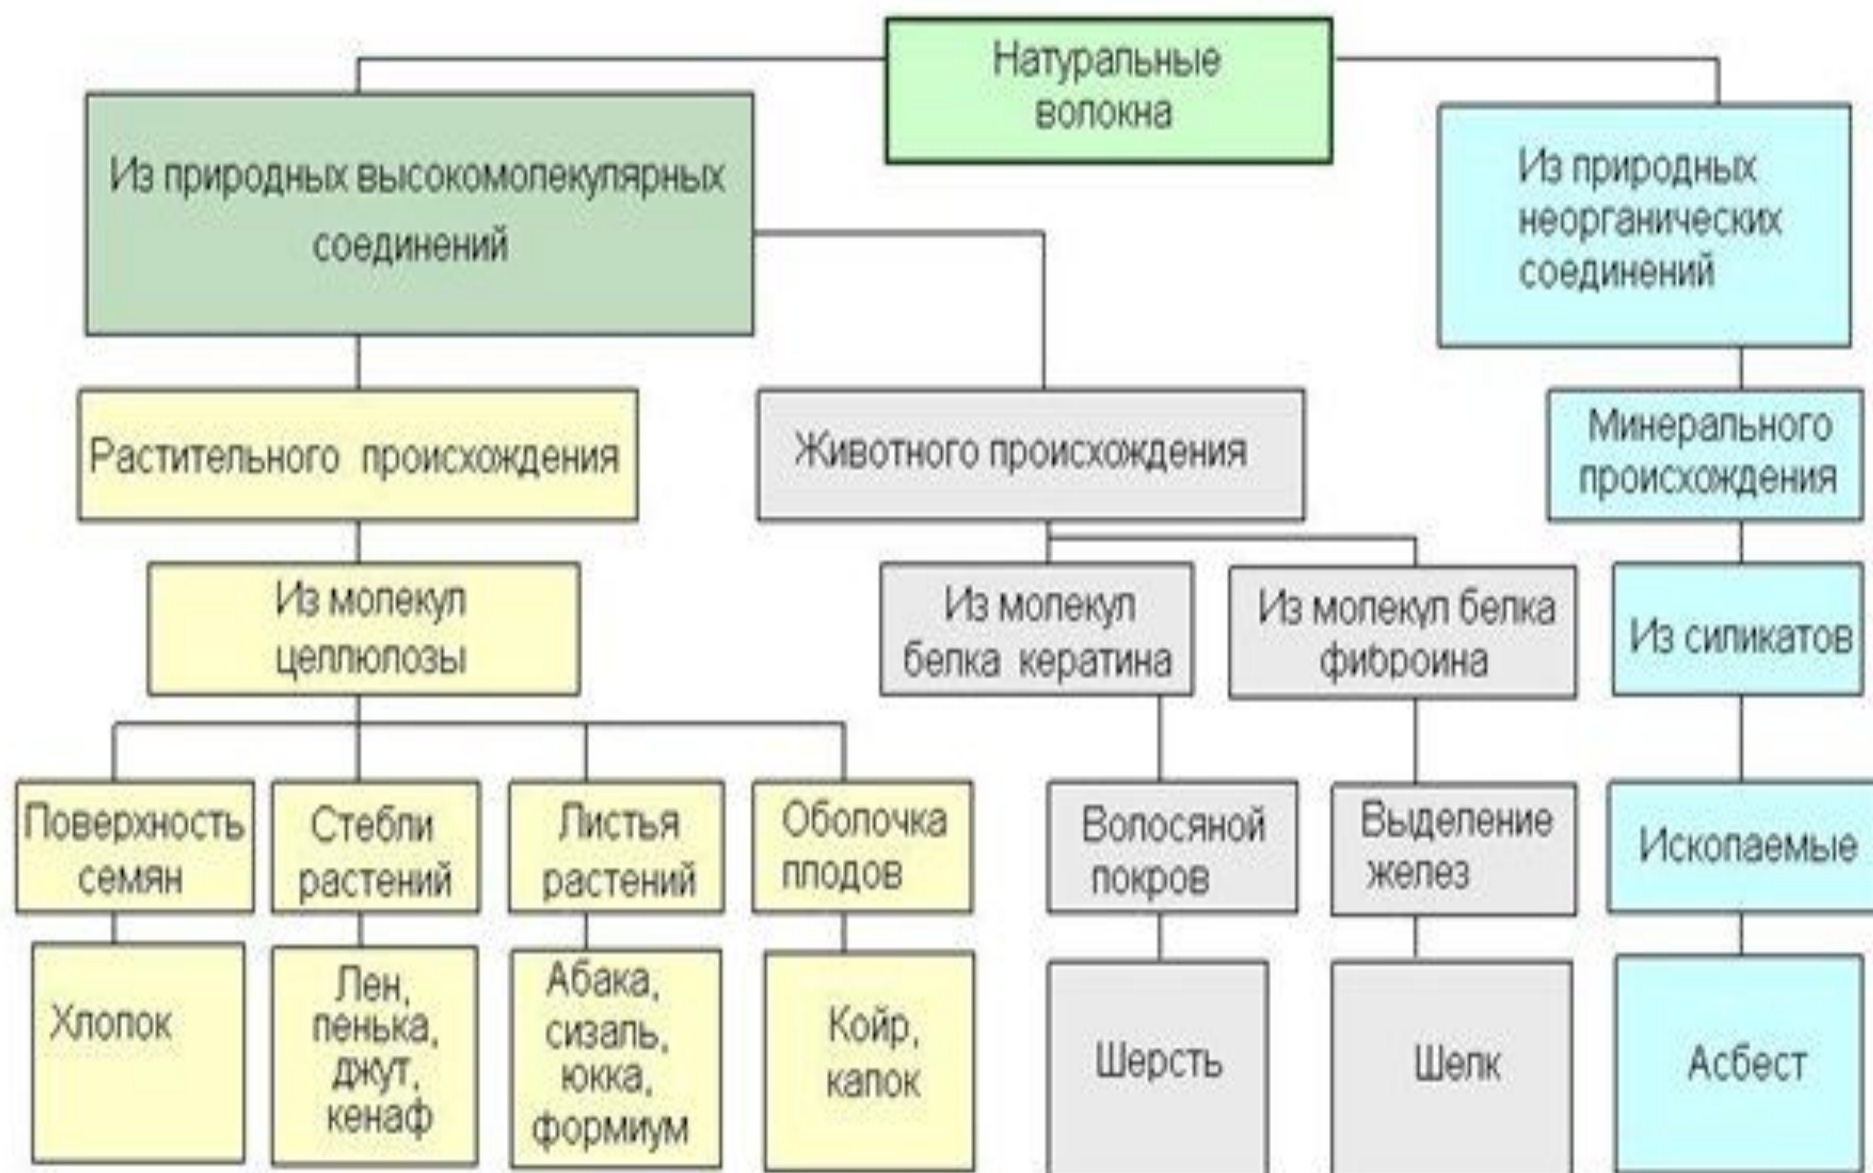 Натуральные
волокна
Из природных высокомолекулярных
соединений
Из природных
неорганических
соединений
Растительного происхождения
Животного происхождения
Минерального
происхождения
Из молекул
целлюлозы
Из молекул
белка кератина
Из молекул белка
фиброина
Из силикатов
Поверхность
семян
Стебли
растений
Листья
растений
Оболочка
плодов
Волосяной
покров
Выделение
желез
Ископаемые
Хлопок
Лен,
пенька,
джут,
кенаф
Абака,
сизаль,
юкка,
формиум
Койр,
капок
Шерсть
Шелк
Асбест